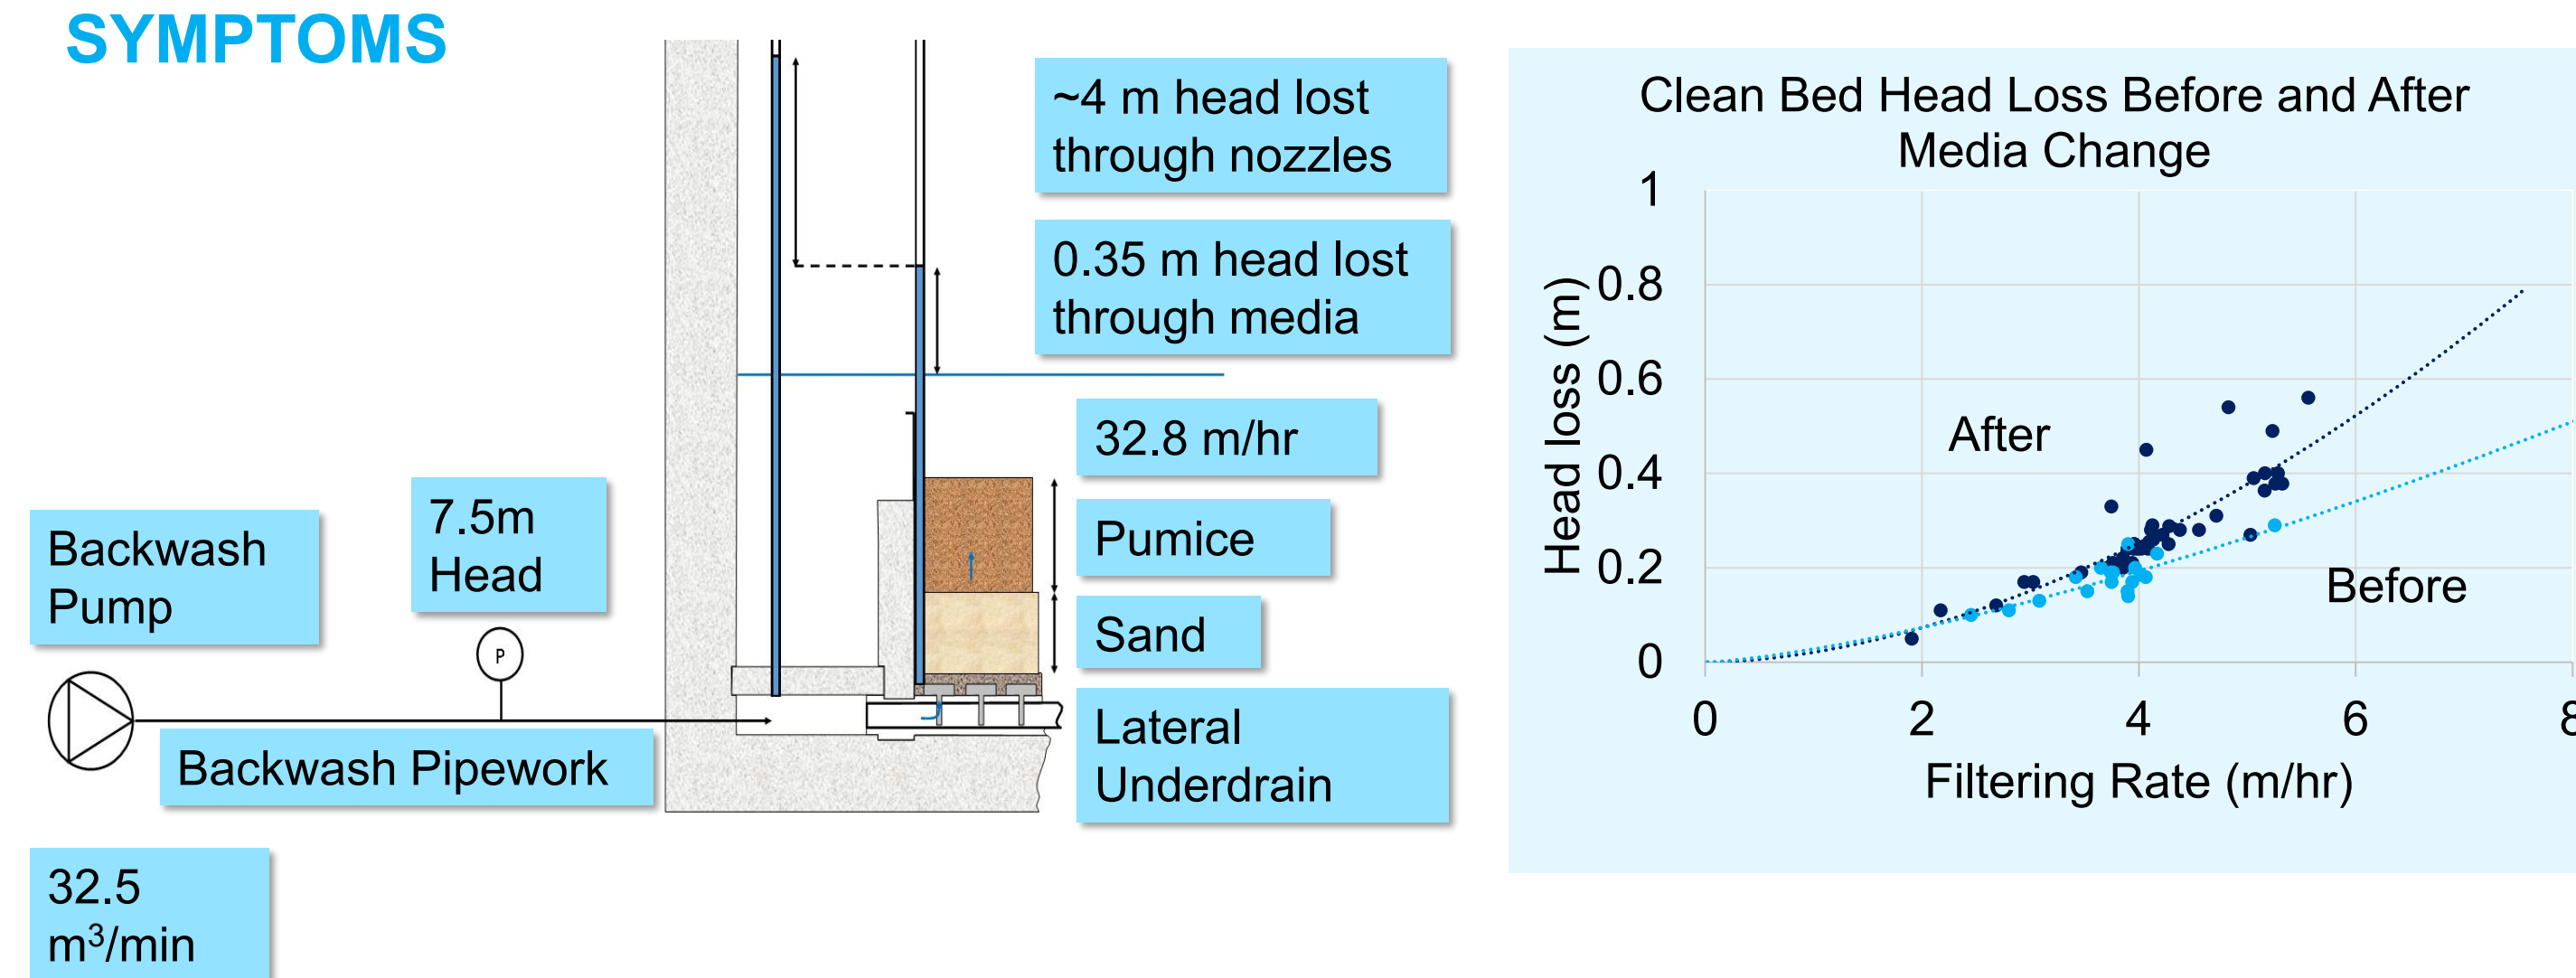 SYMPTOMS
~4 m head lost
through nozzles
0.35 m head lost
through media
32.8 m/hr
Pumice
Sand
Lateral
Underdrain
7.5m
Head
Backwash
Pump
P
Backwash Pipework
32.5
m³/min
Clean Bed Head Loss Before and After
Media Change
Head loss (m)
1
0.8
0.6
0.4
0.2
0
After
Before
0 2 4 6 8
Filtering Rate (m/hr)